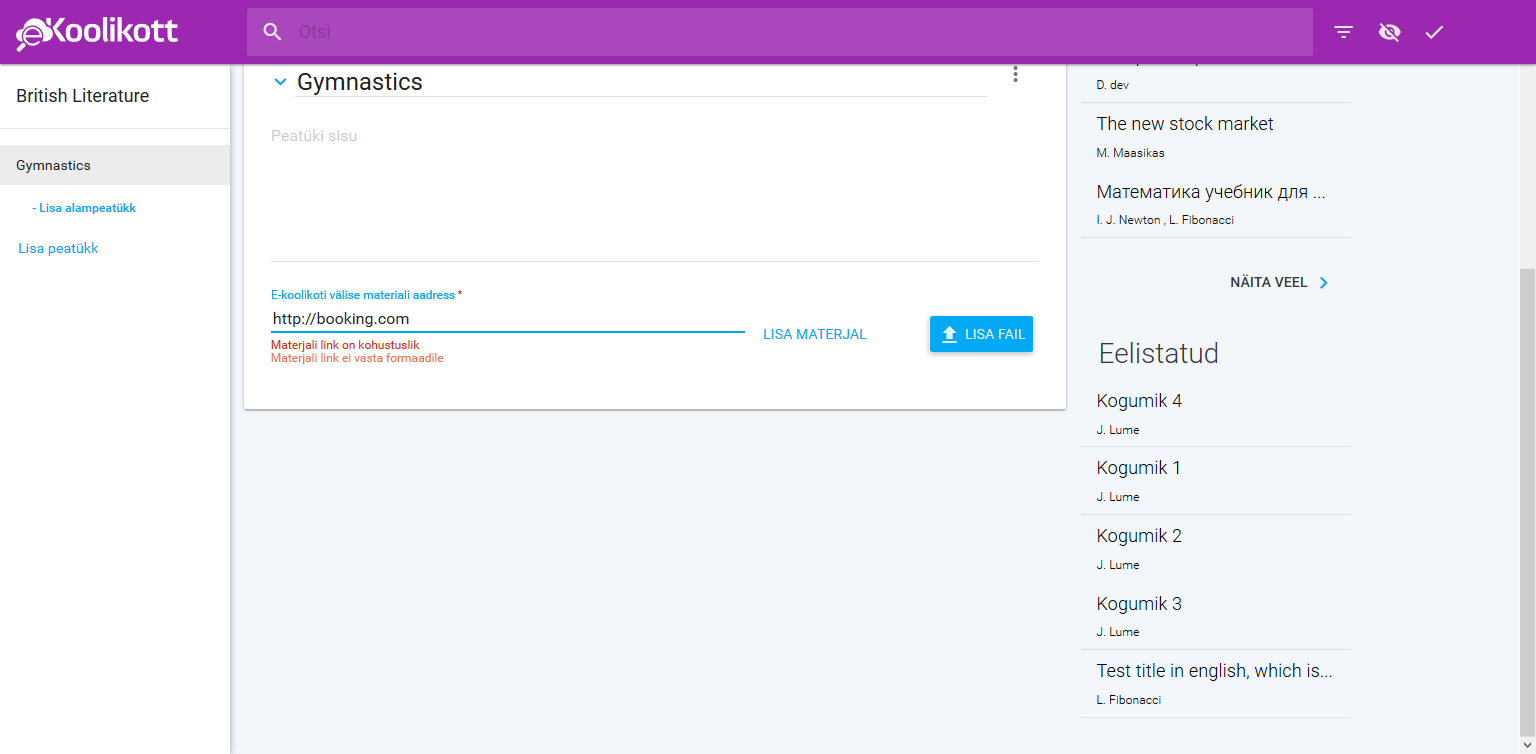 eKoolikott
Otsi
British Literature
Gymnastics
- Lisa alampeatükk
Lisa peatükk
Gymnastics
Peatüki sisu
E-koolikoti välise materiali aadress *
http://booking.com
Materjali link on kohustuslik
Materjali link ei vasta formaadile
LISA MATERJAL
LISA FAIL
D. dev
The new stock market
M. Maasikas
Математика учебник для ...
I. J. Newton , L. Fibonacci
NÄITA VEEL
Eelistatud
Kogumik 4
J. Lume
Kogumik 1
J. Lume
Kogumik 2
J. Lume
Kogumik 3
J. Lume
Test title in english, which is...
L. Fibonacci